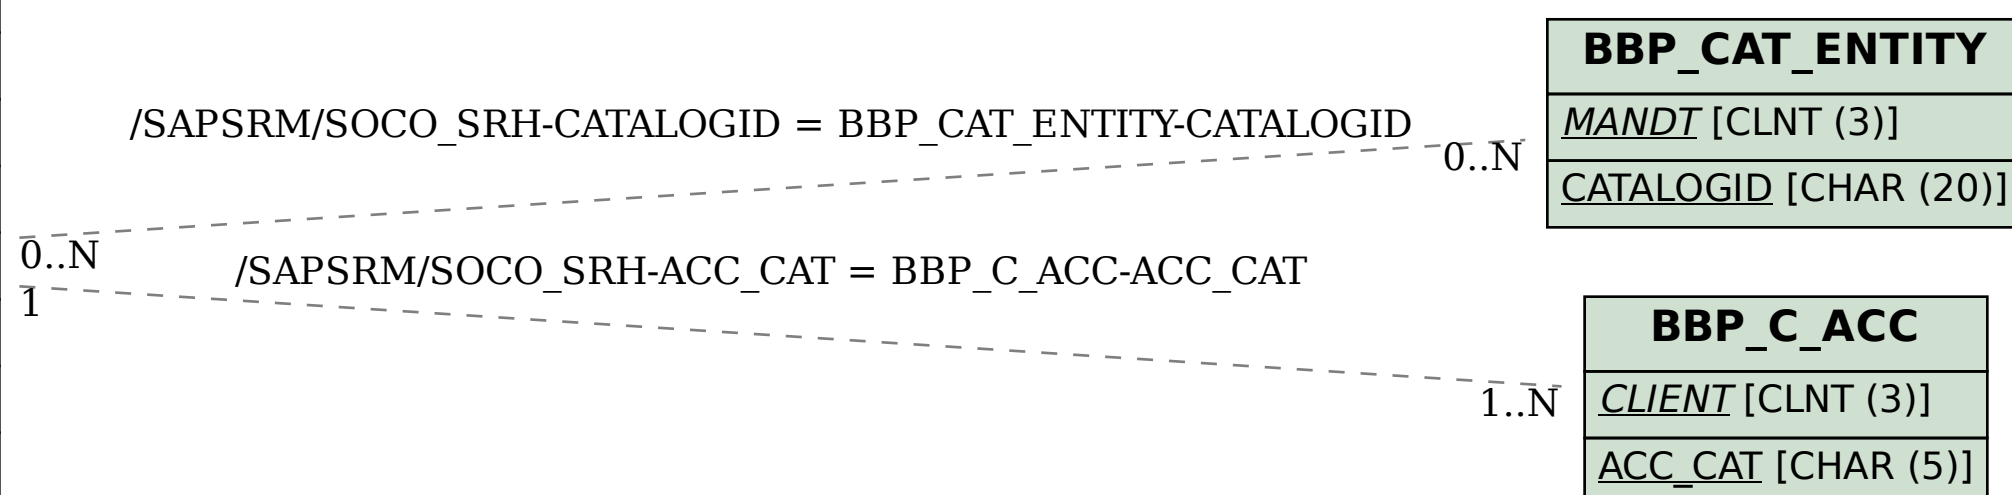 BBP_CAT_ENTITY
MANDT [CLNT (3)]
CATALOGID [CHAR (20)]
/SAPSRM/SOCO_SRH-CATALOGID = BBP_CAT_ENTITY-CATALOGID
0..N
0..N
/SAPSRM/SOCO_SRH-ACC_CAT = BBP_C_ACC-ACC_CAT
1
1..N
BBP_C_ACC
CLIENT [CLNT (3)]
ACC_CAT [CHAR (5)]